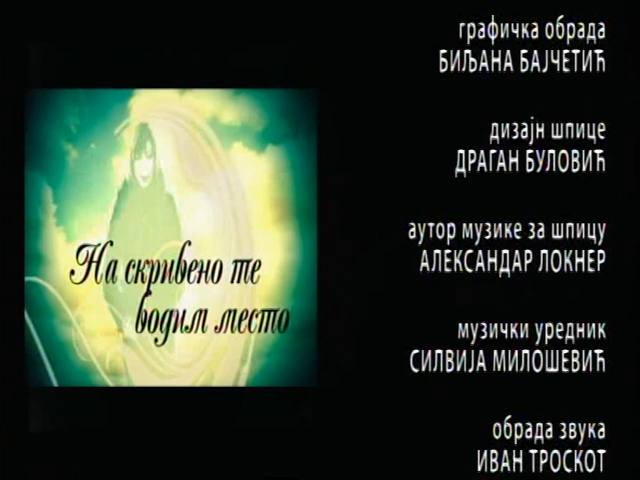 На скривено те
водим место
графичка обрада
БИЉАНА БАЈЧЕТИЋ
дизајн шпице
ДРАГАН БУЛОВИЋ
аутор музике за шпицу
АЛЕКСАНДАР ЛОКНЕР
музички уредник
СИЛВИЈА МИЛОШЕВИЋ
обрада звука
ИВАН ТРОСКОТ